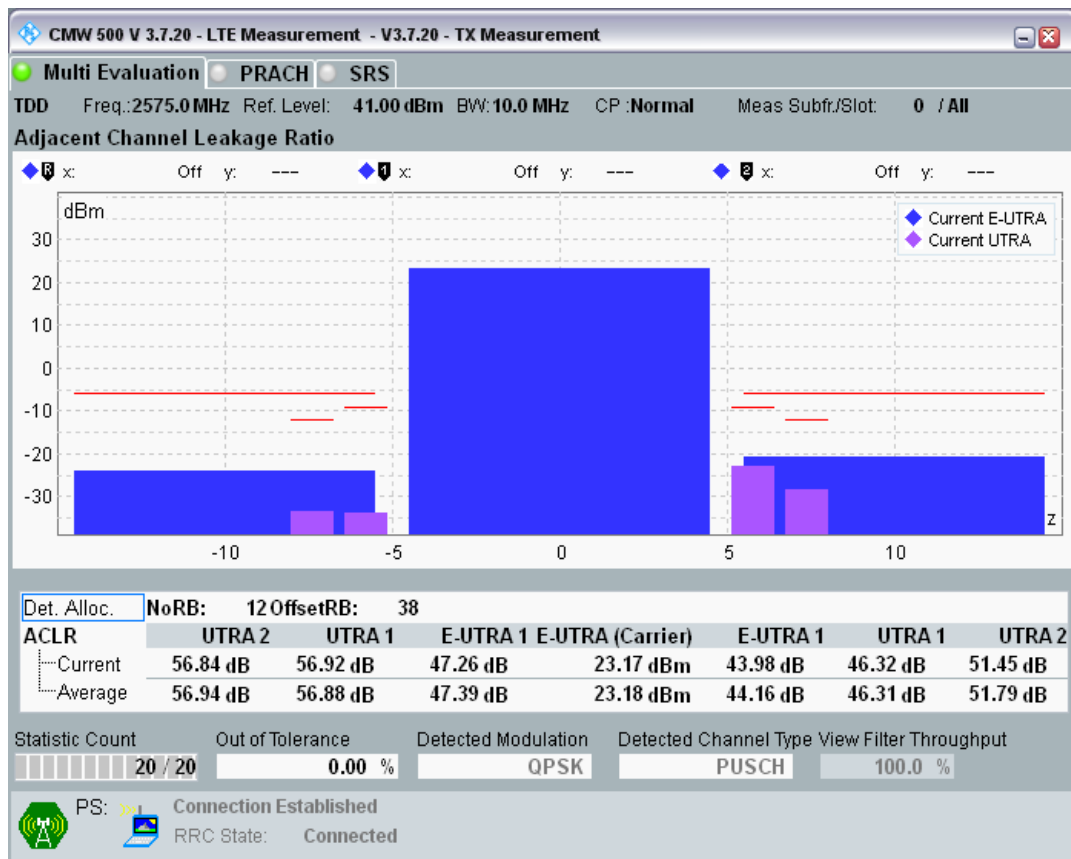 CMW 500 V 3.7.20 - LTE Measurement - V3.7.20 - TX Measurement
Multi Evaluation PRACH SRS
TDD Freq.:2575.0 MHz Ref. Level: 41.00 dBm BW: 10.0 MHz CP :Normal Meas Subfr./Slot: 0 / All
Adjacent Channel Leakage Ratio
R x: Off y: --- 1 x: Off y: --- 2 x: Off y: ---
dBm
Current E-UTRA
Current UTRA
30
20
10
0
-10
-20
-30
z
-10 -5 0 5 10
Det. Alloc. NoRB: 12 OffsetRB: 38
ACLR UTRA 2 UTRA 1 E-UTRA 1 E-UTRA (Carrier) E-UTRA 1 UTRA 1 UTRA 2
Current 56.84 dB 56.92 dB 47.26 dB 23.17 dBm 43.98 dB 46.32 dB 51.45 dB
Average 56.94 dB 56.88 dB 47.39 dB 23.18 dBm 44.16 dB 46.31 dB 51.79 dB
Statistic Count Out of Tolerance Detected Modulation Detected Channel Type View Filter Throughput
20 / 20 0.00 % QPSK PUSCH 100.0 %
PS: Connection Established
RRC State: Connected